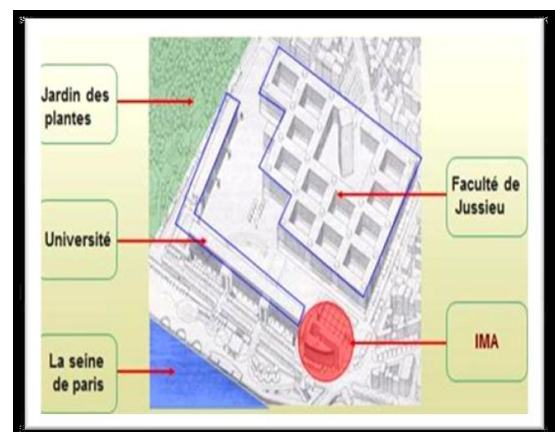 Jardin des
plantes
Université
La seine
de paris
Faculté de
Jussieu
IMA